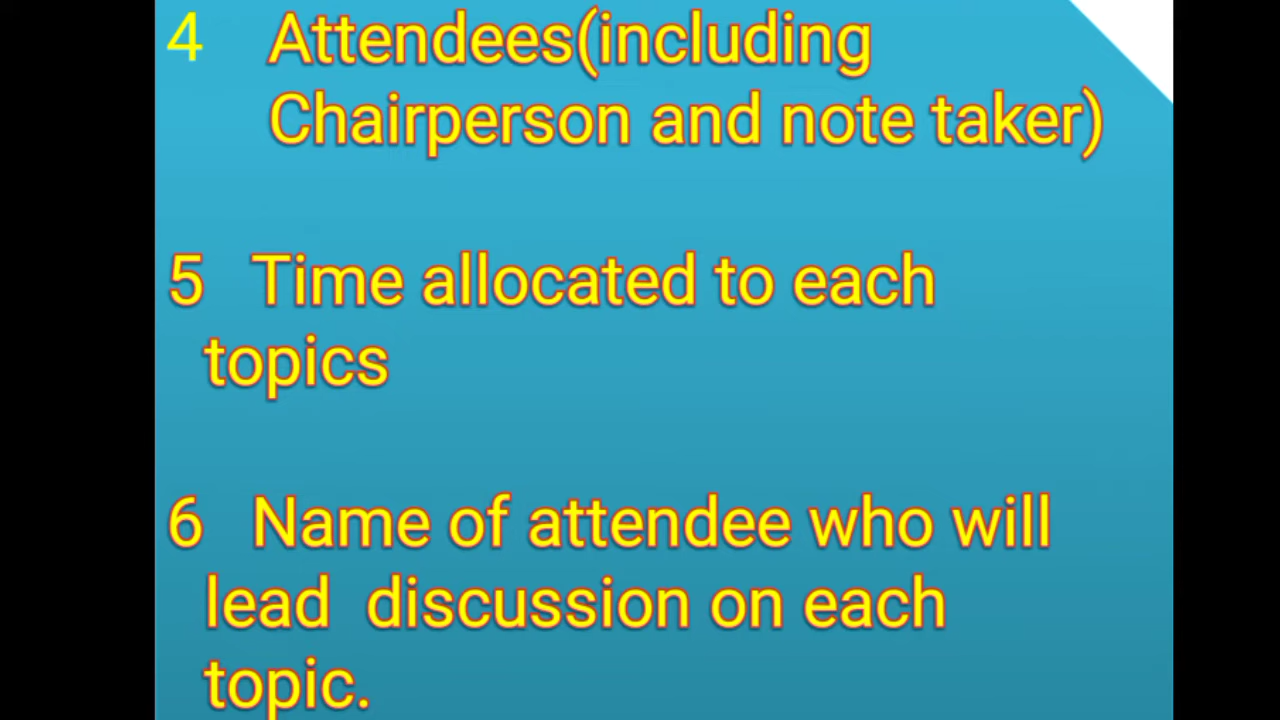 4 Attendees(including
Chairperson and note taker)
5 Time allocated to each
topics
6 Name of attendee who will
lead discussion on each
topic.